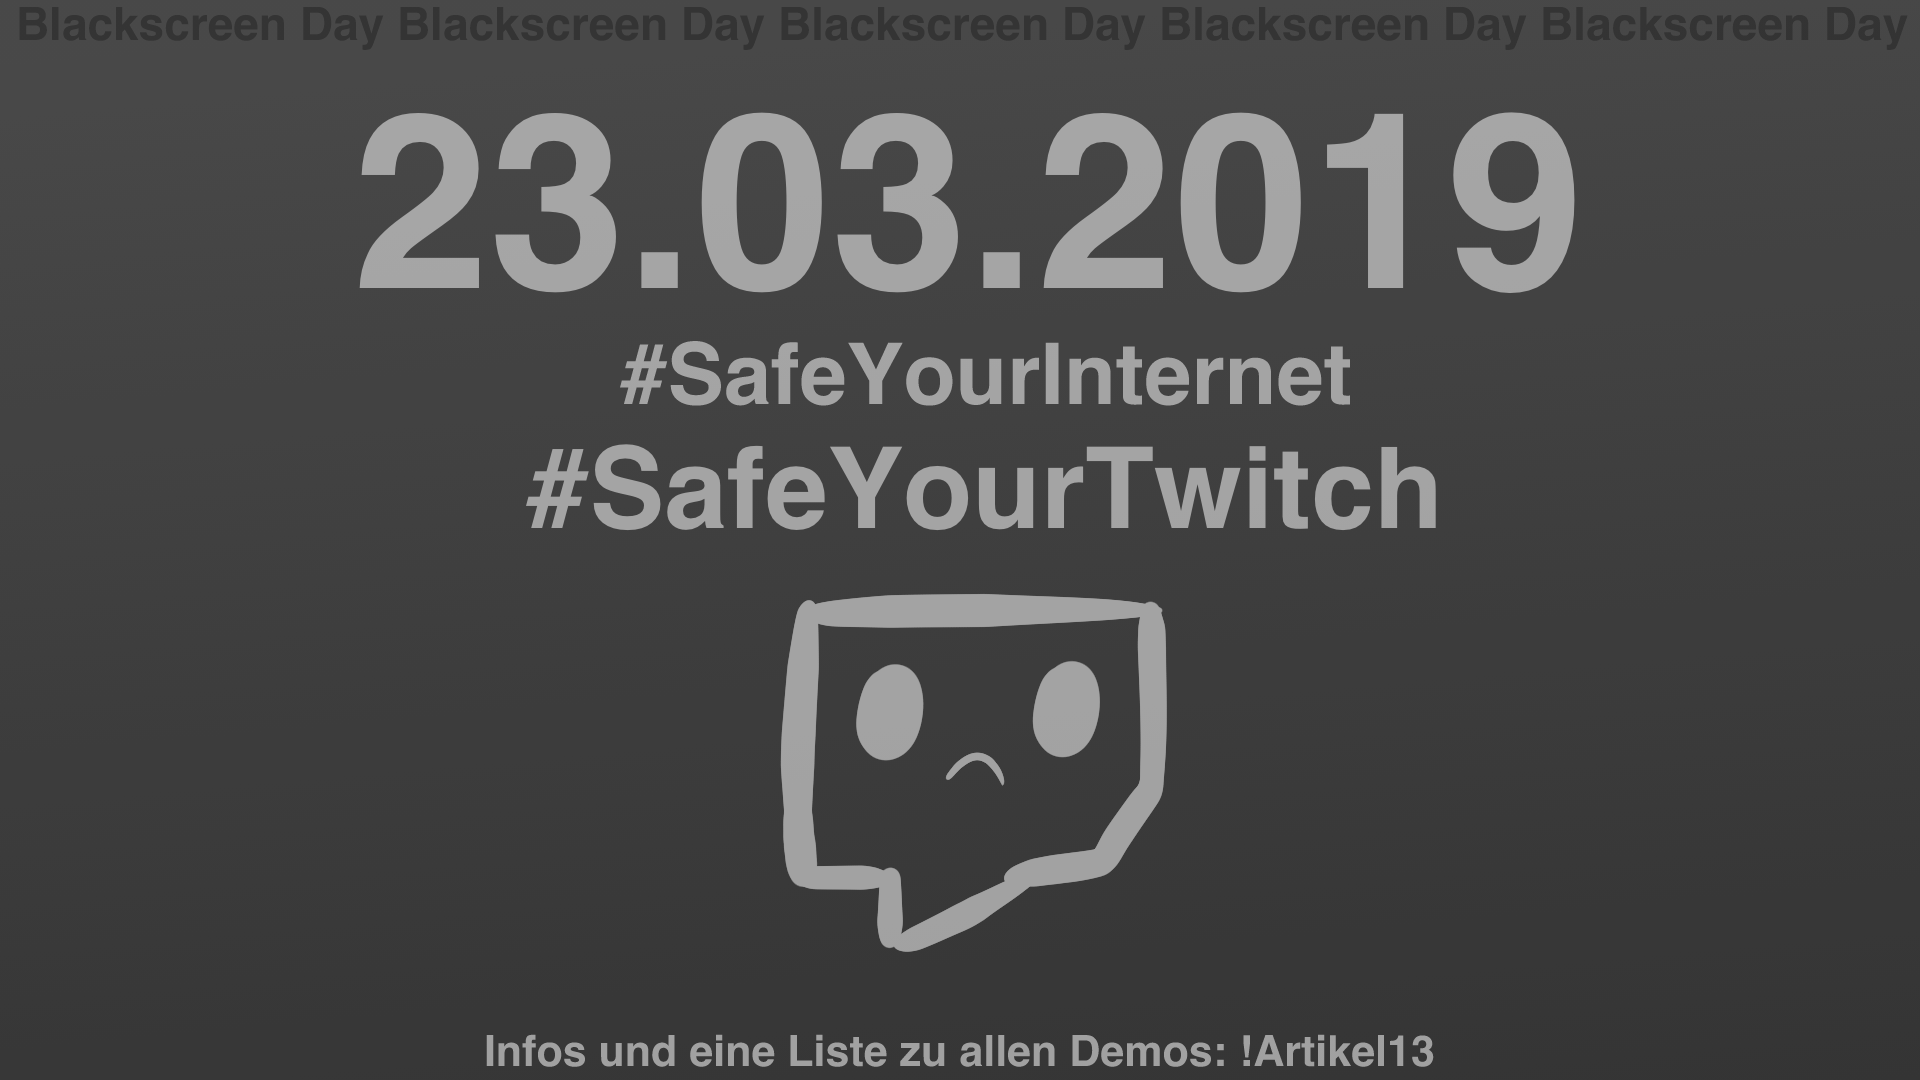 Blackscreen Day Blackscreen Day Blackscreen Day Blackscreen Day Blackscreen Day
23.03.2019
#SafeYourInternet
#SafeYourTwitch
Infos und eine Liste zu allen Demos: !Artikel13